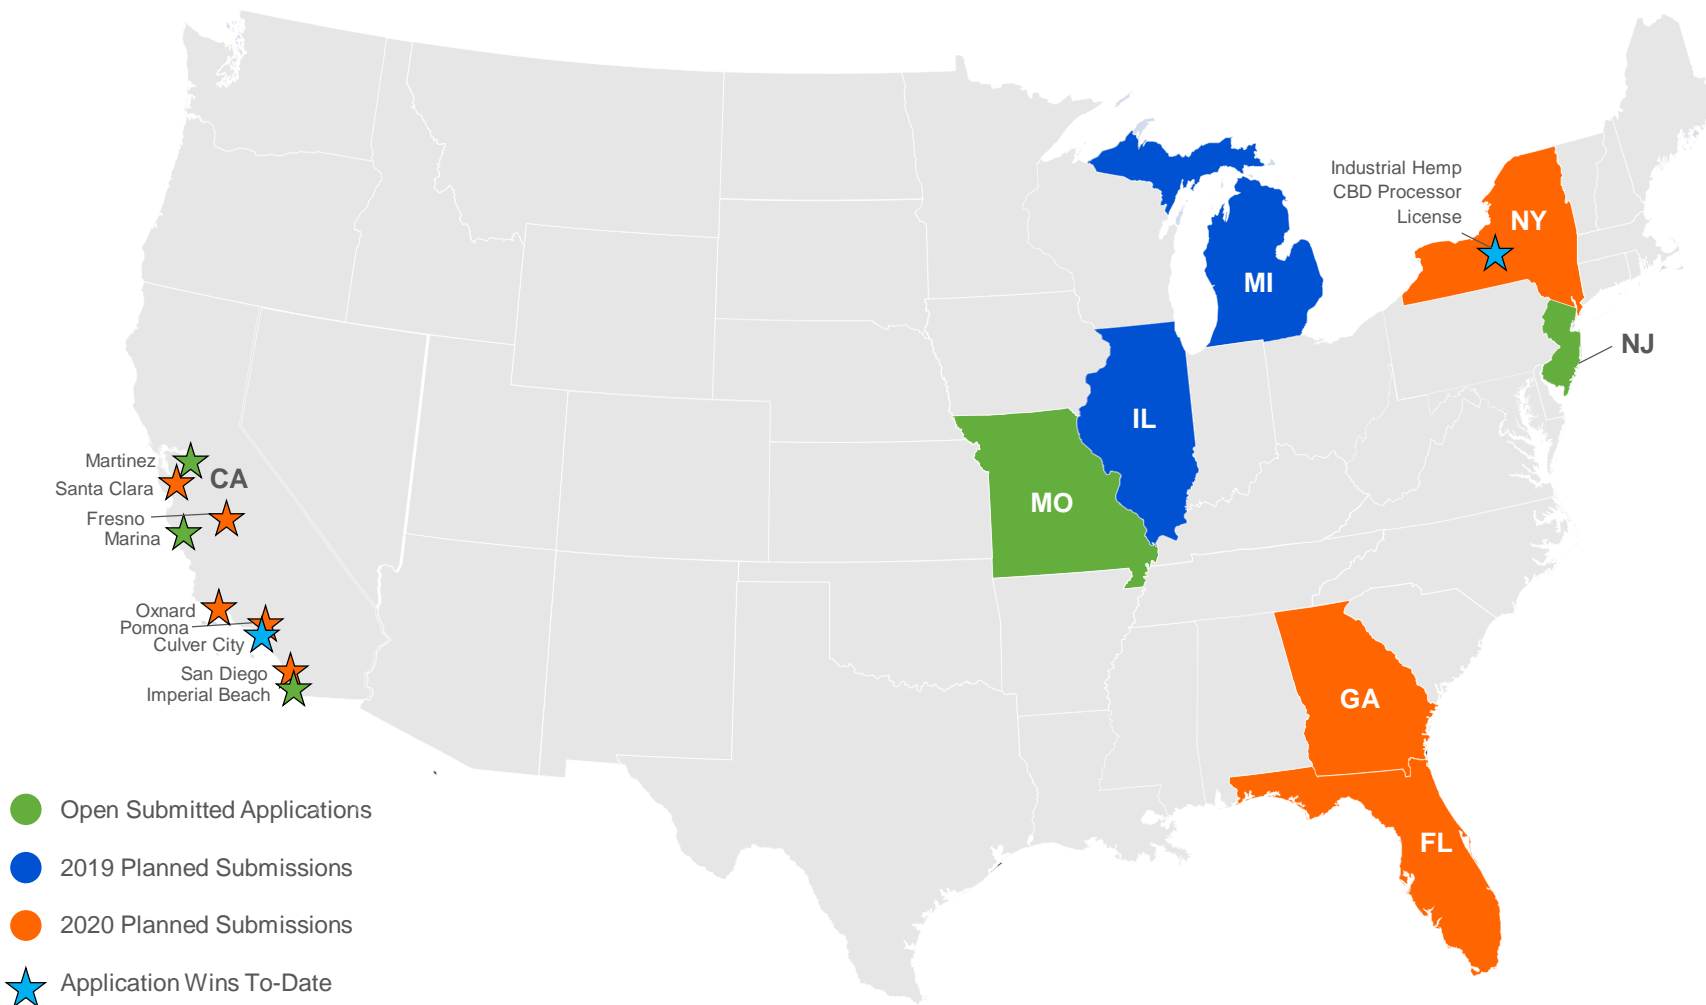 Industrial Hemp
CBD Processor
License
NY
MI
NJ
IL
MO
Martinez
CA
Santa Clara
Fresno
Marina
Oxnard
Pomona
Culver City
San Diego
Imperial Beach
GA
FL
Open Submitted Applications
2019 Planned Submissions
2020 Planned Submissions
Application Wins To-Date